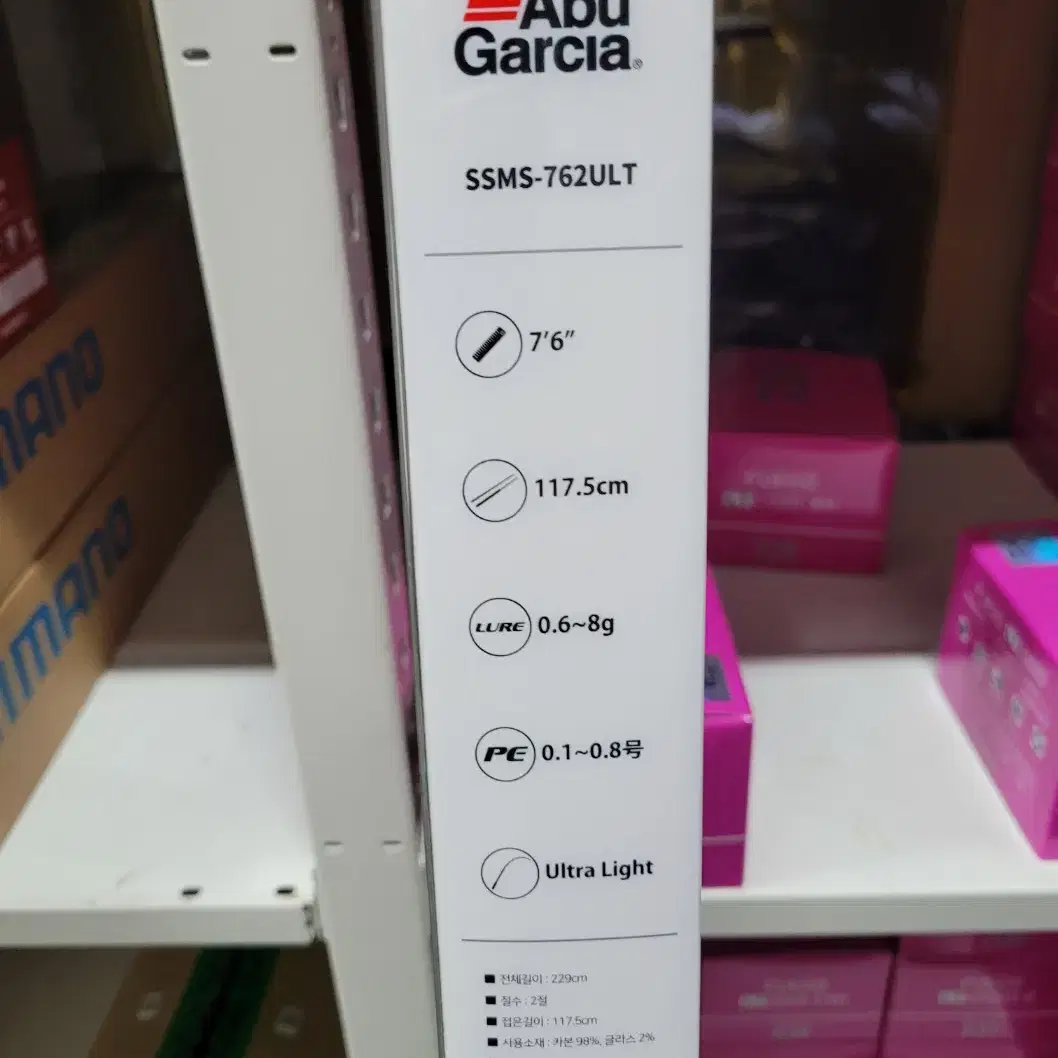 Abu
Garcia®
SSMS-762ULT
7'6"
117.5cm
LURE 0.6~8g
PE 0.1~0.8号
Ultra Light
■ 전체길이 : 229cm
■ 절수 : 2절
■ 접은길이 : 117.5cm
■ 사용소재 : 카본 98%, 글라스 2%
MANO
IMANO